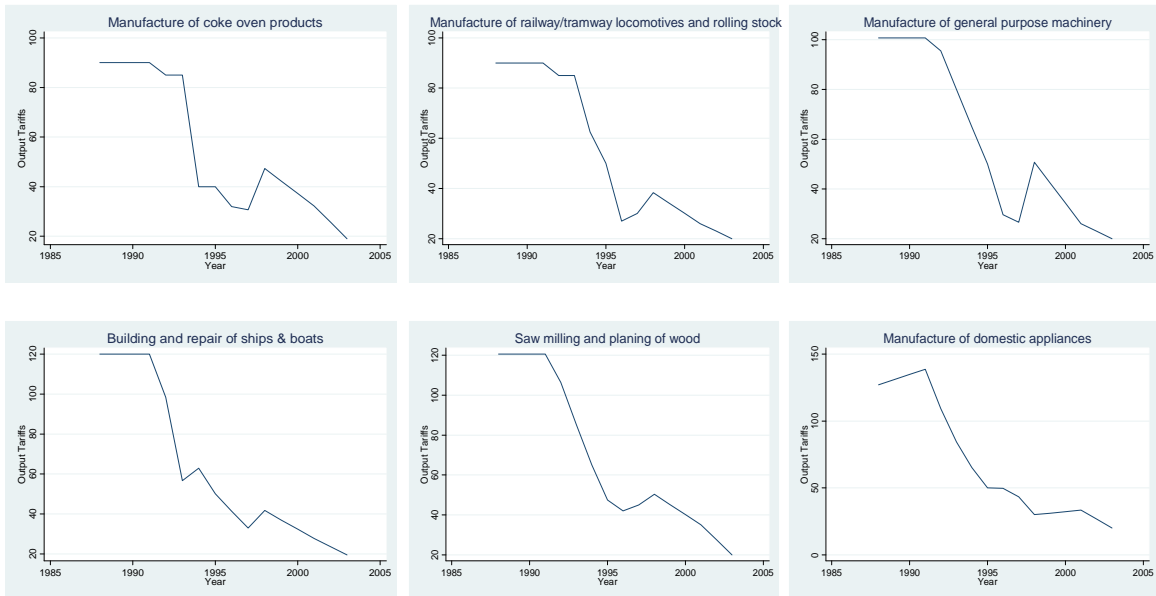 Manufacture of coke oven products
Output Tariffs
100
80
60
40
20
1985 1990 1995 2000 2005
Year
Manufacture of railway/tramway locomotives and rolling stock
Output Tariffs
100
80
60
40
20
1985 1990 1995 2000 2005
Year
Manufacture of general purpose machinery
Output Tariffs
100
80
60
40
20
1985 1990 1995 2000 2005
Year
Building and repair of ships & boats
Output Tariffs
120
100
80
60
40
20
1985 1990 1995 2000 2005
Year
Saw milling and planing of wood
Output Tariffs
120
100
80
60
40
20
1985 1990 1995 2000 2005
Year
Manufacture of domestic appliances
Output Tariffs
150
100
50
0
1985 1990 1995 2000 2005
Year